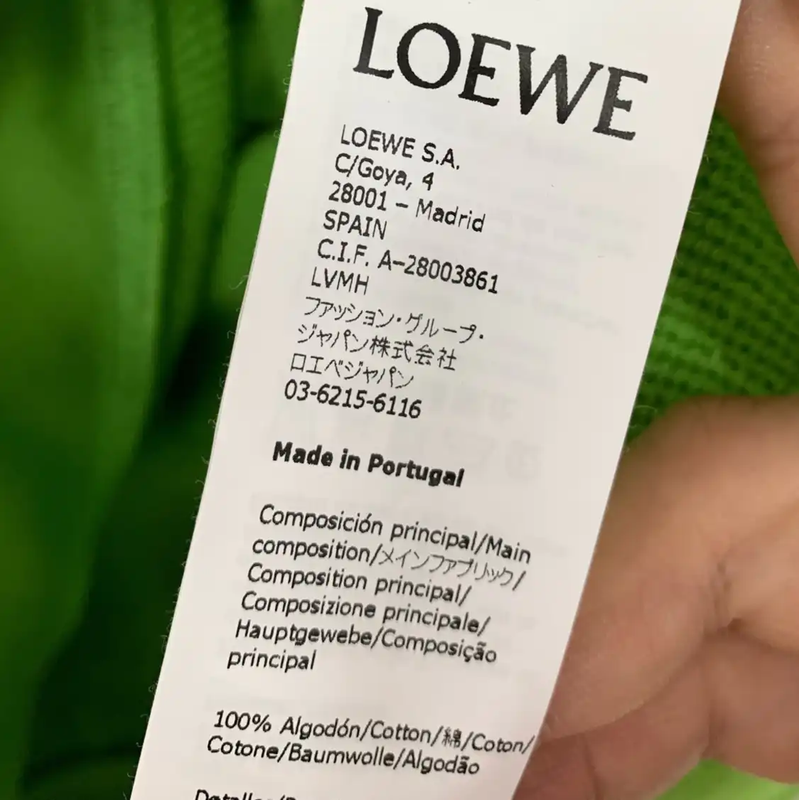 LOEWE
LOEWE S.A.
C/Goya, 4
28001 – Madrid
SPAIN
C.I.F. A–28003861
LVMH
ファッション・グループ・
ジャパン株式会社
ロエベジャパン
03-6215-6116
Made in Portugal
Composición principal/Main
composition/メインファブリック/
Composition principal/
Composizione principale/
Hauptgewebe/Composição
principal
100% Algodón/Cotton/綿/Coton/
Cotone/Baumwolle/Algodão